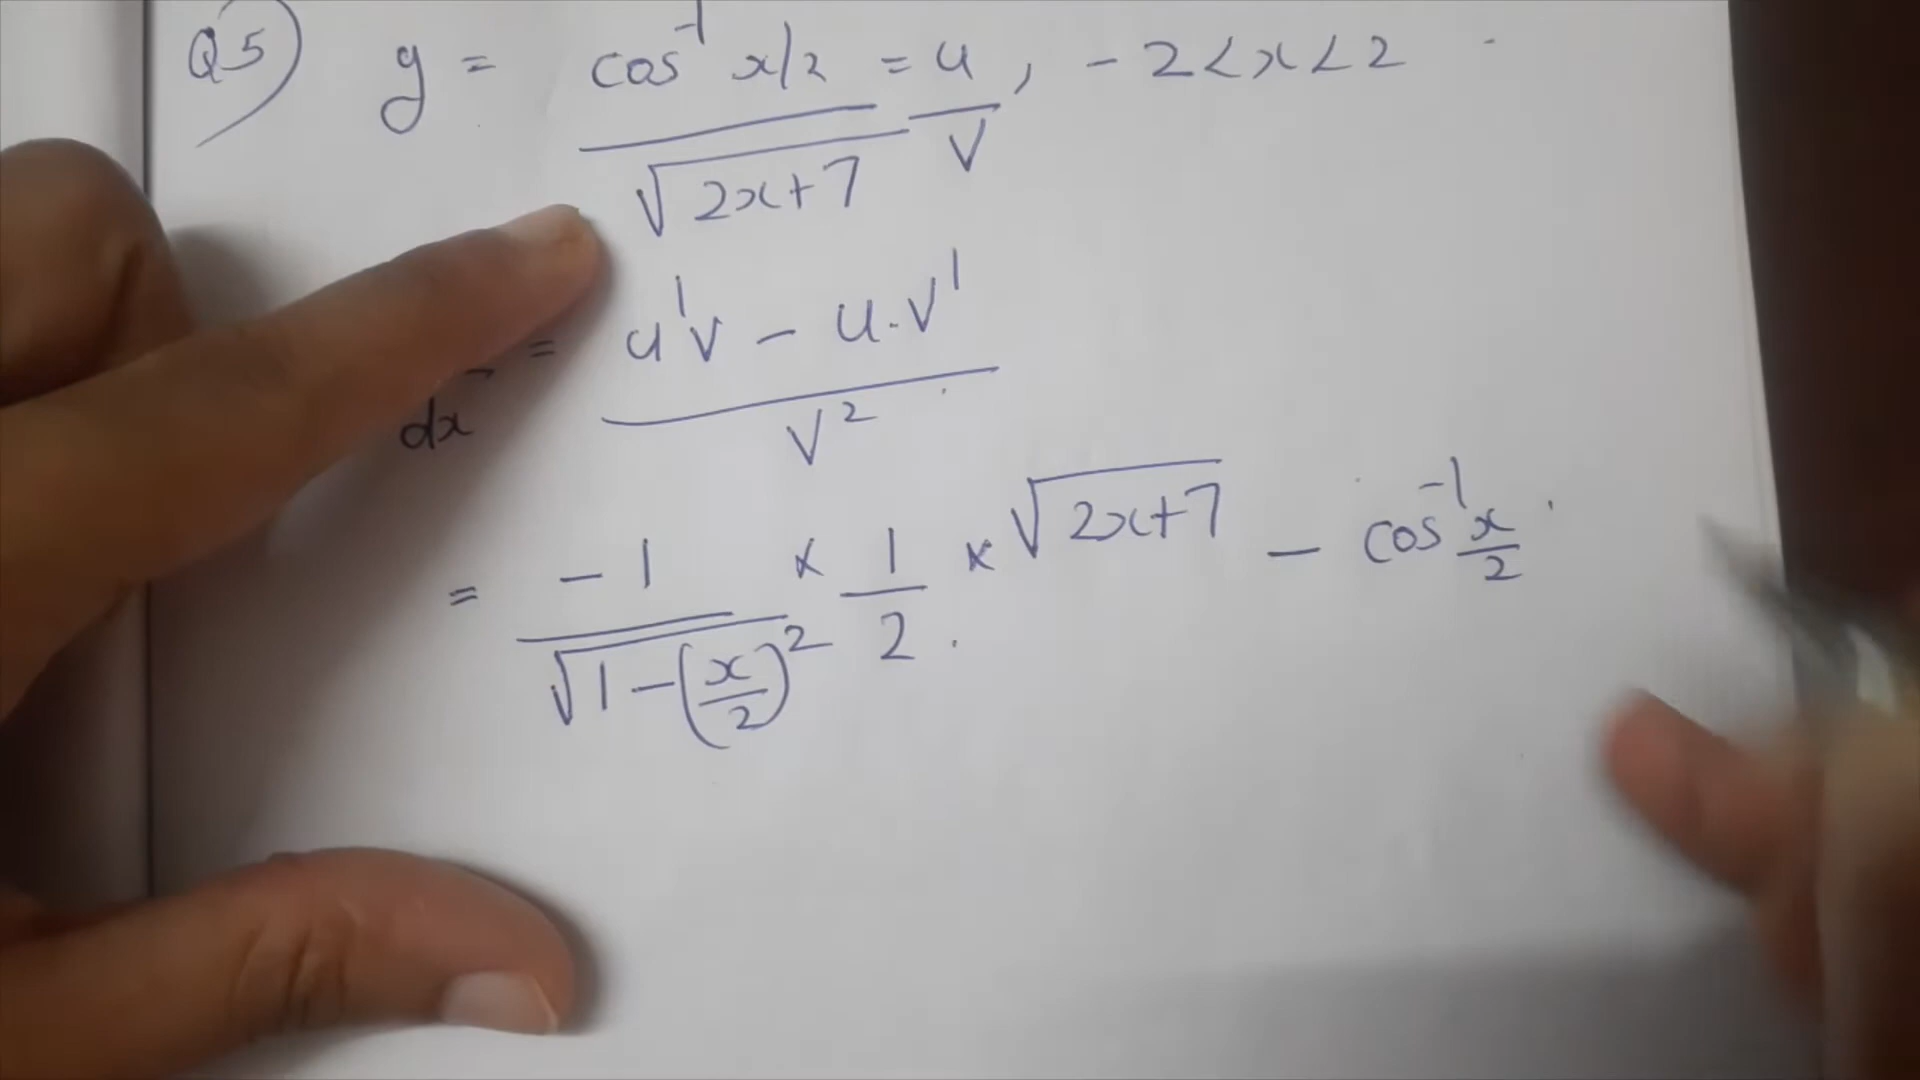 Q5) y = cos⁻¹ x/2 / √(2x+7) = u/v , -2<x<2
dx = (u'v - u.v') / v²
= -1/√(1-(x/2)²) × 1/2 × √(2x+7) - cos⁻¹ x/2 .